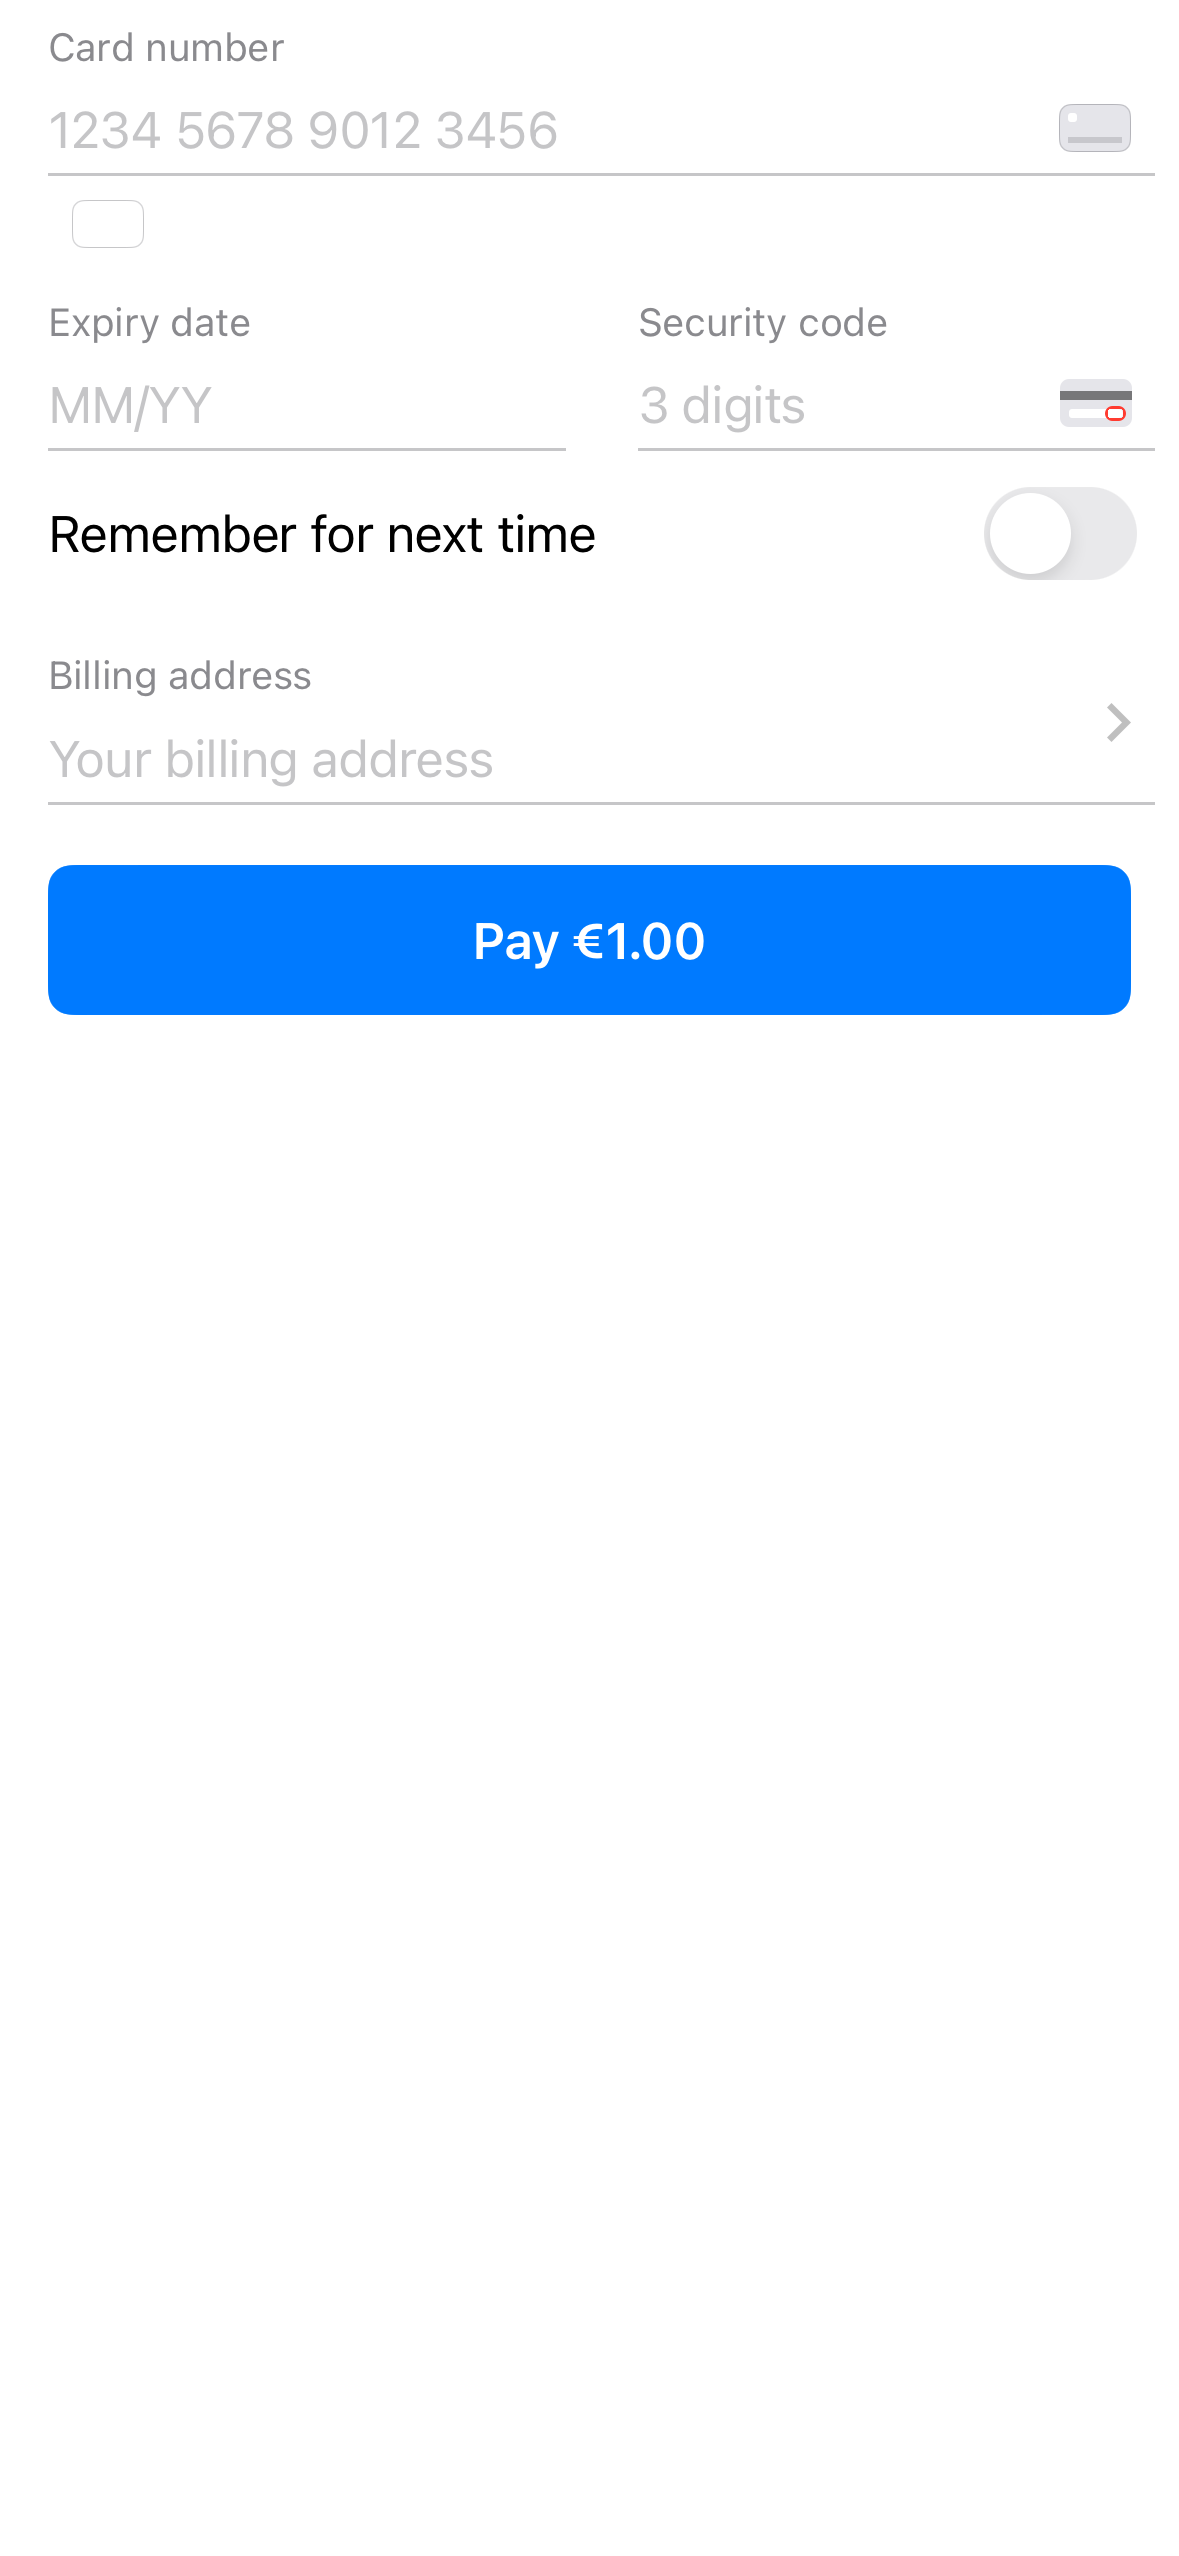 Card number
1234 5678 9012 3456
Expiry date
Security code
MM/YY
3 digits
Remember for next time
Billing address
Your billing address
Pay €1.00